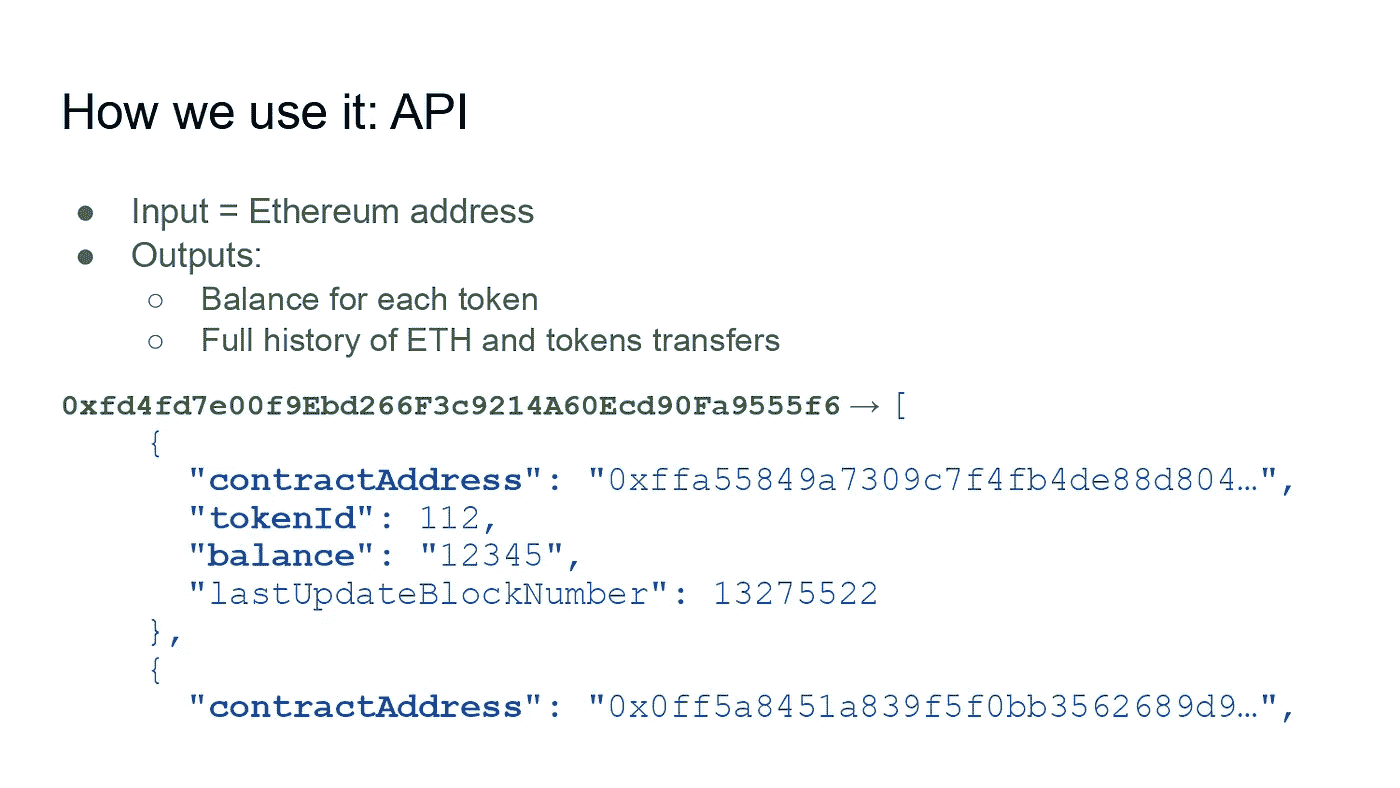 How we use it: API
● Input = Ethereum address
● Outputs:
○ Balance for each token
○ Full history of ETH and tokens transfers
0xfd4fd7e00f9Ebd266F3c9214A60Ecd90Fa9555f6 → [
{
"contractAddress": "0xffa55849a7309c7f4fb4de88d804…",
"tokenId": 112,
"balance": "12345",
"lastUpdateBlockNumber": 13275522
},
{
"contractAddress": "0x0ff5a8451a839f5f0bb3562689d9…",